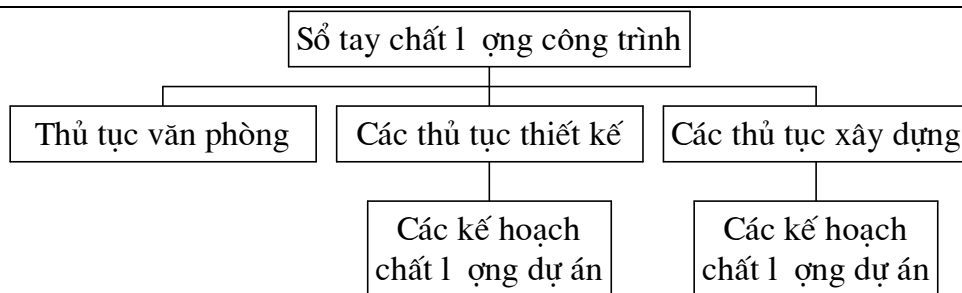 Sổ tay chất l ợng công trình
Thủ tục văn phòng
Các thủ tục thiết kế
Các thủ tục xây dựng
Các kế hoạch
chất l ợng dự án
Các kế hoạch
chất l ợng dự án